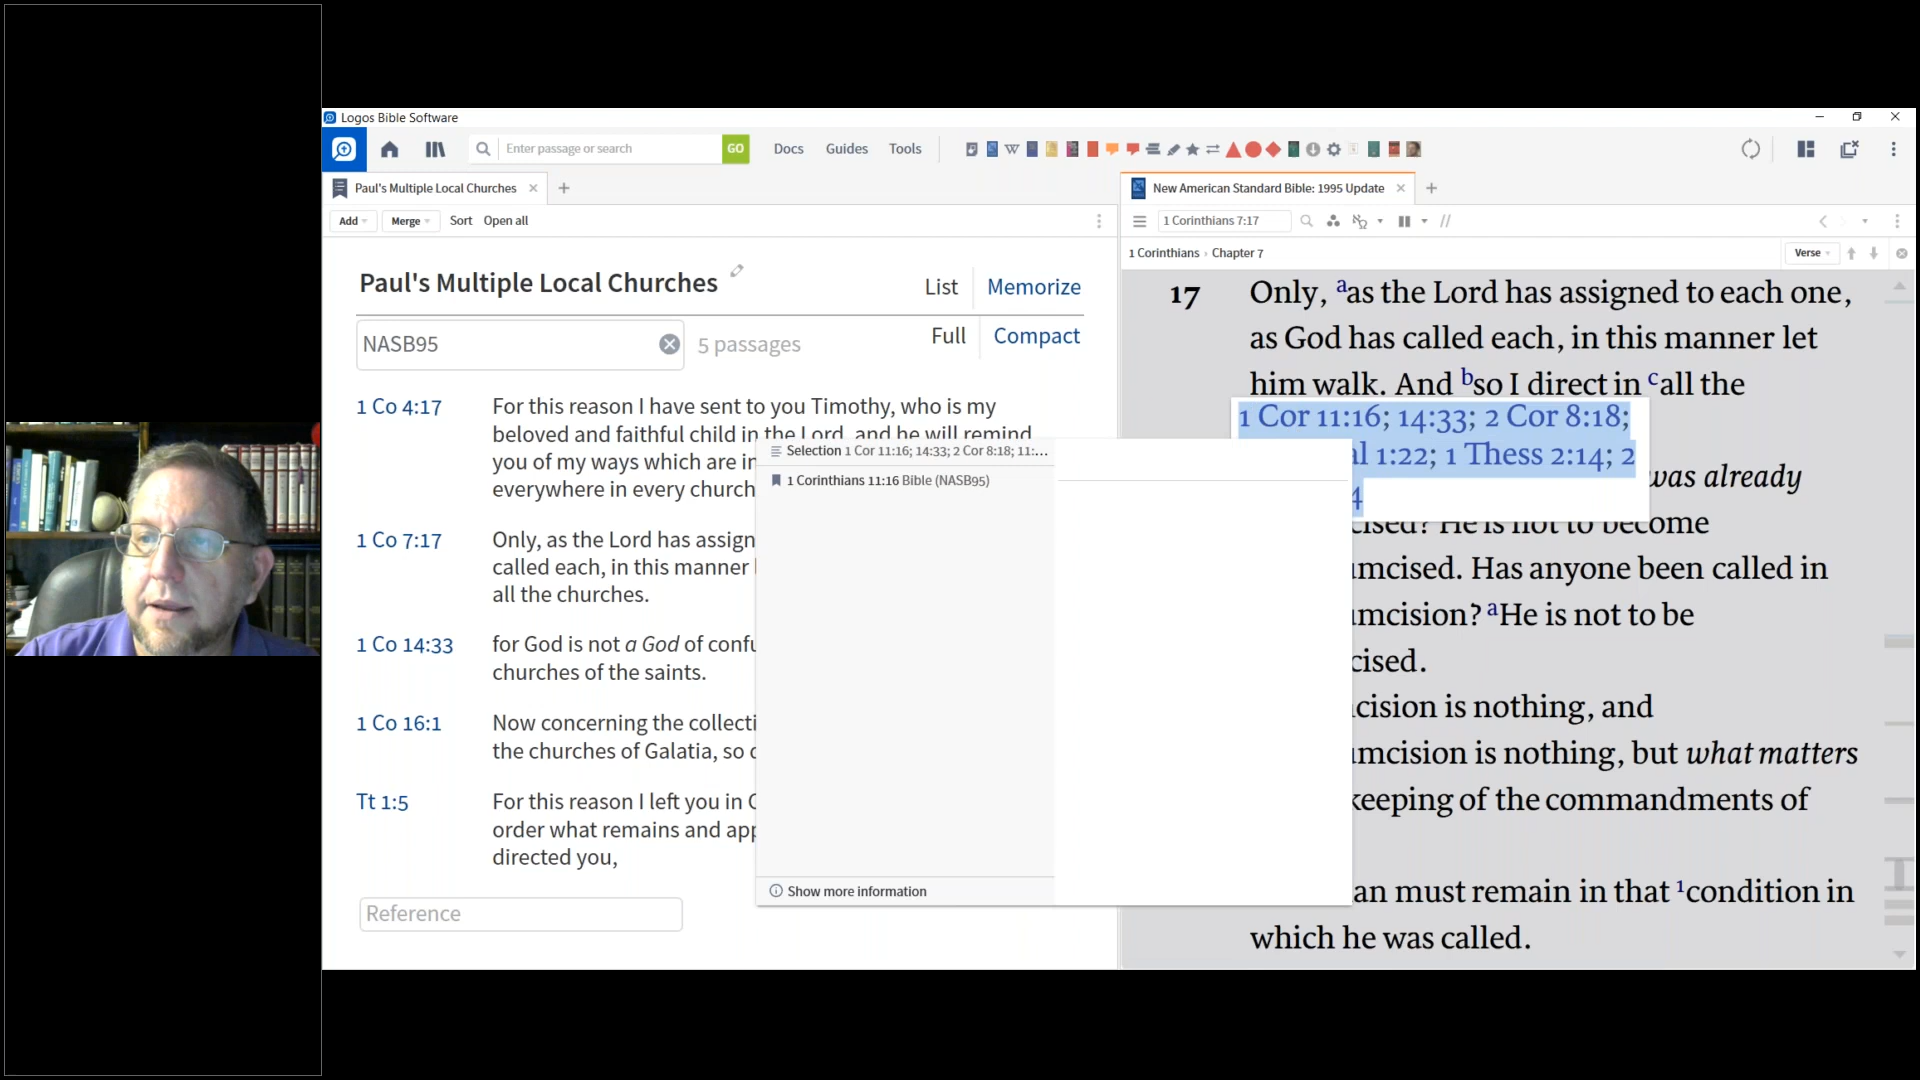 Logos Bible Software
Enter passage or search
GO
Docs
Guides
Tools
Paul's Multiple Local Churches
Add
Merge
Sort
Open all
Paul's Multiple Local Churches
List
Memorize
NASB95
5 passages
Full
Compact
1 Co 4:17
For this reason I have sent to you Timothy, who is my
beloved and faithful child in the Lord, and he will remind
you of my ways which are in
everywhere in every church
1 Co 7:17
Only, as the Lord has assign
called each, in this manner
all the churches.
1 Co 14:33
for God is not a God of confu
churches of the saints.
1 Co 16:1
Now concerning the collecti
the churches of Galatia, so
Tt 1:5
For this reason I left you in
order what remains and app
directed you,
Reference
Selection 1 Cor 11:16; 14:33; 2 Cor 8:18; 11:...
1 Corinthians 11:16 Bible (NASB95)
Show more information
New American Standard Bible: 1995 Update
1 Corinthians 7:17
1 Corinthians › Chapter 7
Verse
17 Only, a as the Lord has assigned to each one,
as God has called each, in this manner let
him walk. And b so I direct in c all the
1 Cor 11:16; 14:33; 2 Cor 8:18;
al 1:22; 1 Thess 2:14; 2
4
was already
cised? He is not to become
umcised. Has anyone been called in
umcision? a He is not to be
cised.
cision is nothing, and
umcision is nothing, but what matters
keeping of the commandments of
an must remain in that 1 condition in
which he was called.